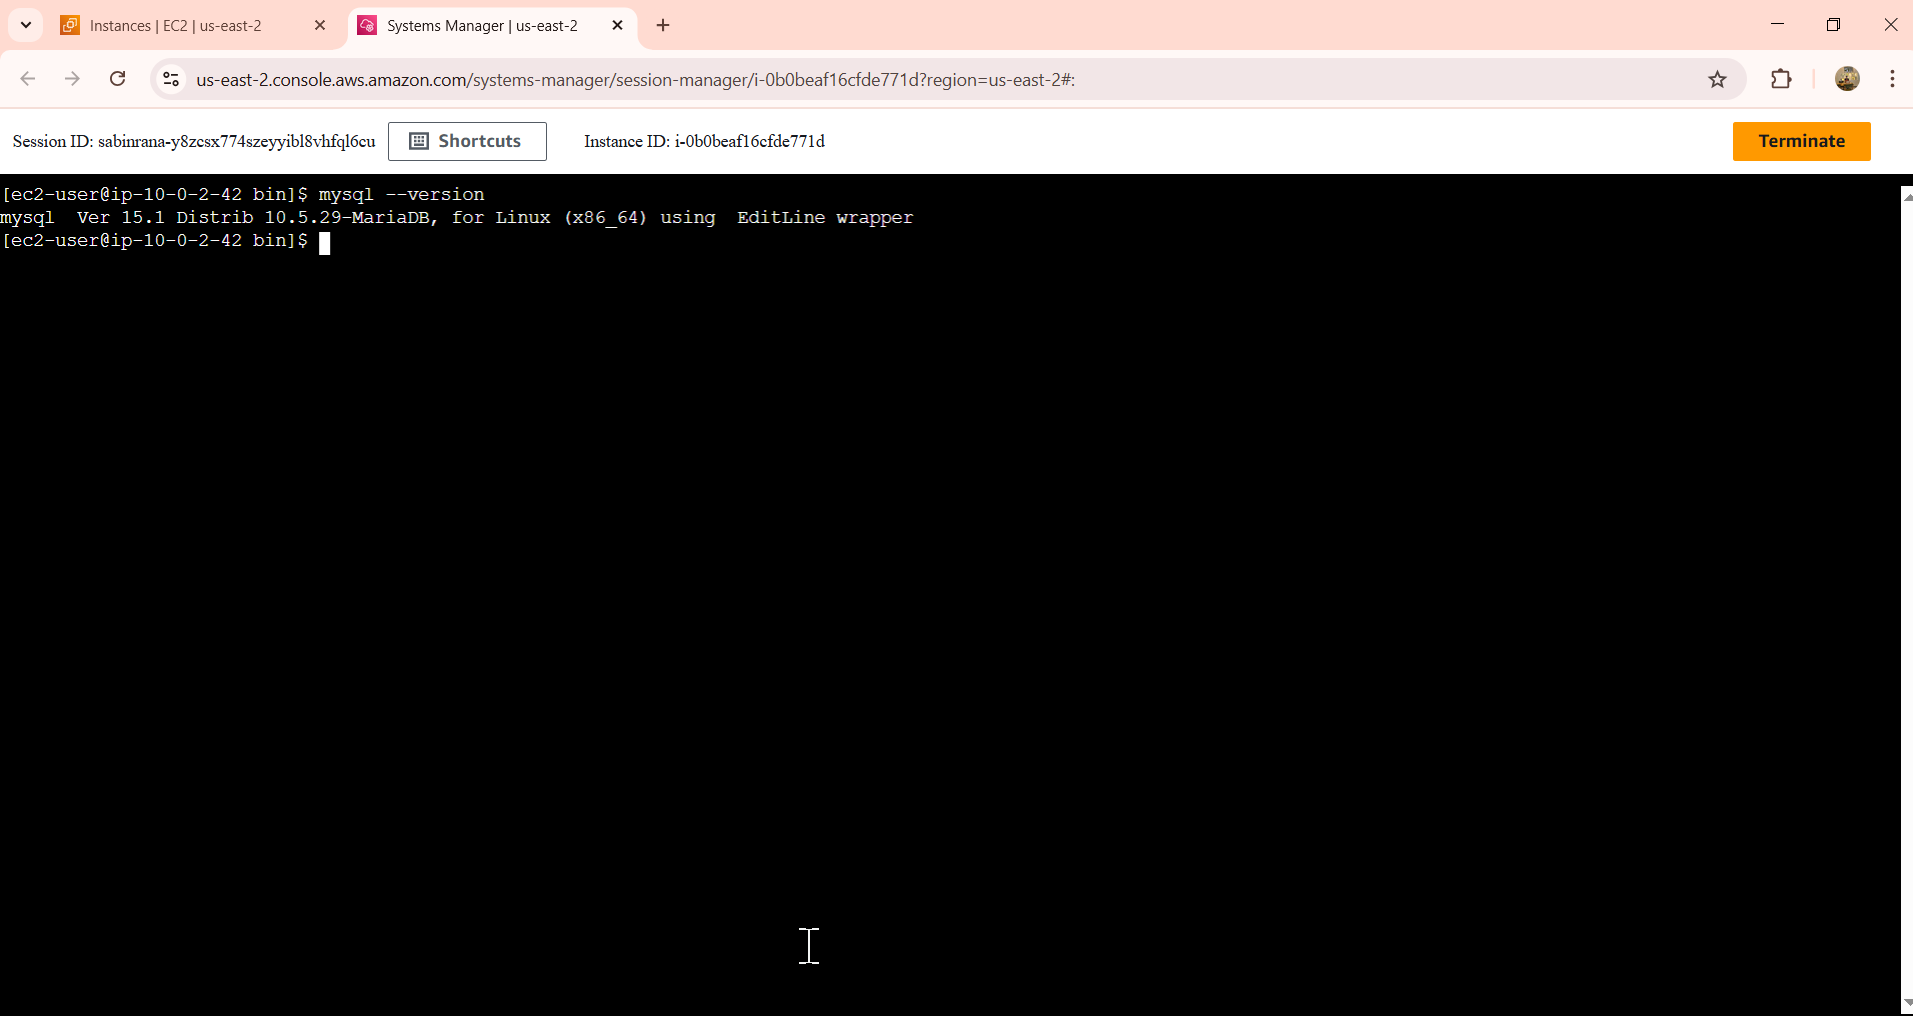 Instances | EC2 | us-east-2
Systems Manager | us-east-2
us-east-2.console.aws.amazon.com/systems-manager/session-manager/i-0b0beaf16cfde771d?region=us-east-2#:
Session ID: sabinrana-y8zcsx774szeyyibl8vhfql6cu
Shortcuts
Instance ID: i-0b0beaf16cfde771d
Terminate
[ec2-user@ip-10-0-2-42 bin]$ mysql --version
mysql  Ver 15.1 Distrib 10.5.29-MariaDB, for Linux (x86_64) using  EditLine wrapper
[ec2-user@ip-10-0-2-42 bin]$